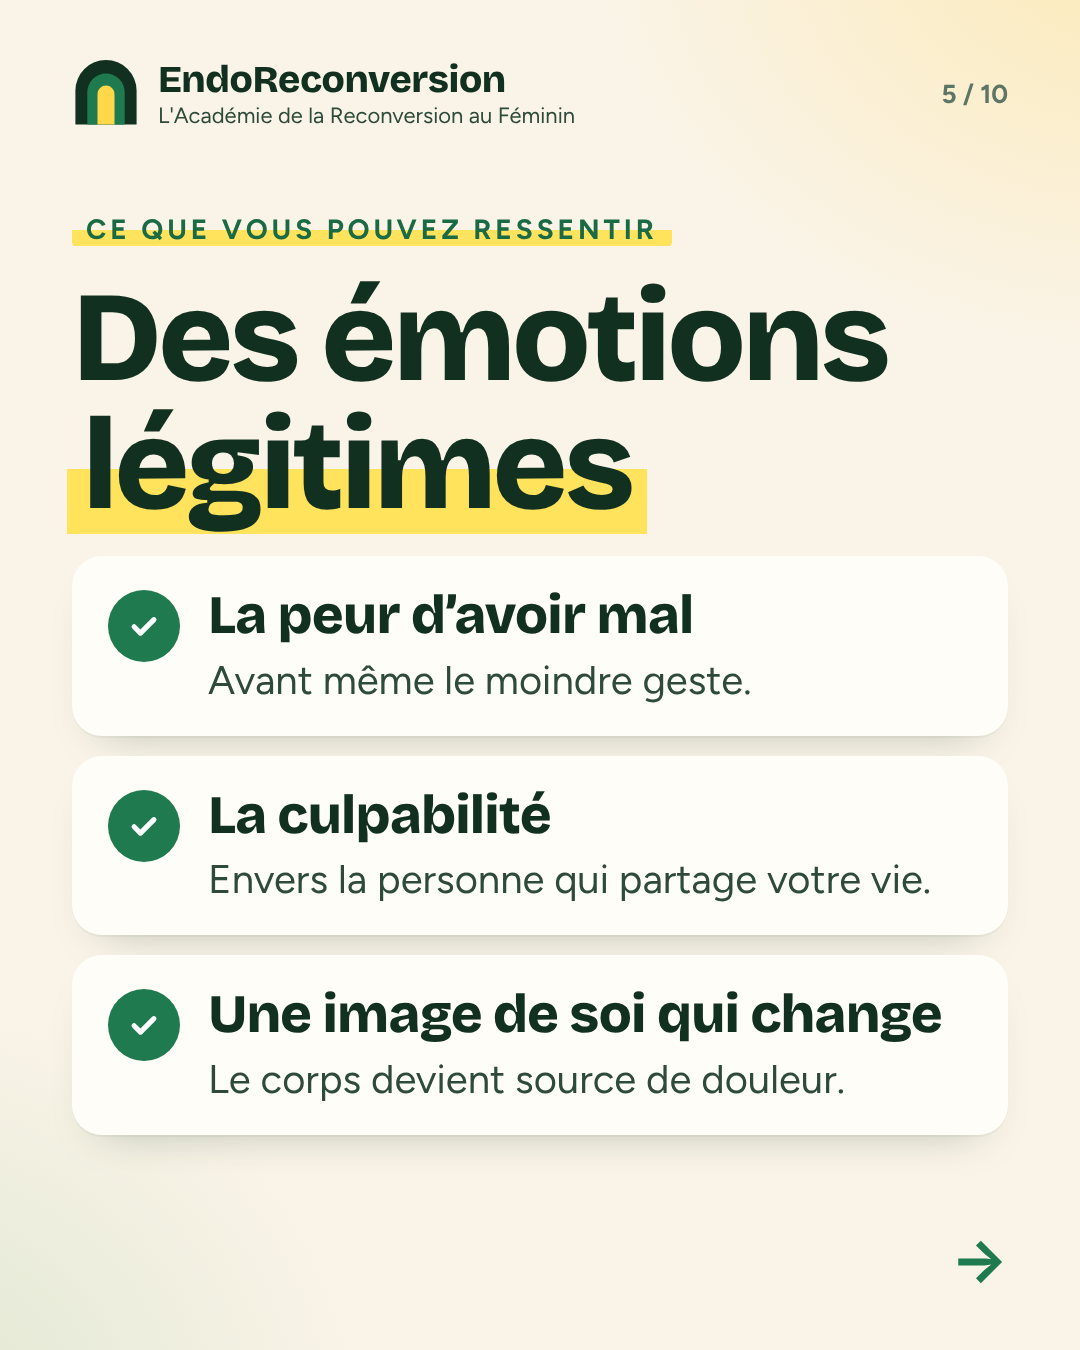 EndoReconversion
L'Académie de la Reconversion au Féminin
5 / 10
CE QUE VOUS POUVEZ RESSENTIR
Des émotions
légitimes
La peur d’avoir mal
Avant même le moindre geste.
La culpabilité
Envers la personne qui partage votre vie.
Une image de soi qui change
Le corps devient source de douleur.